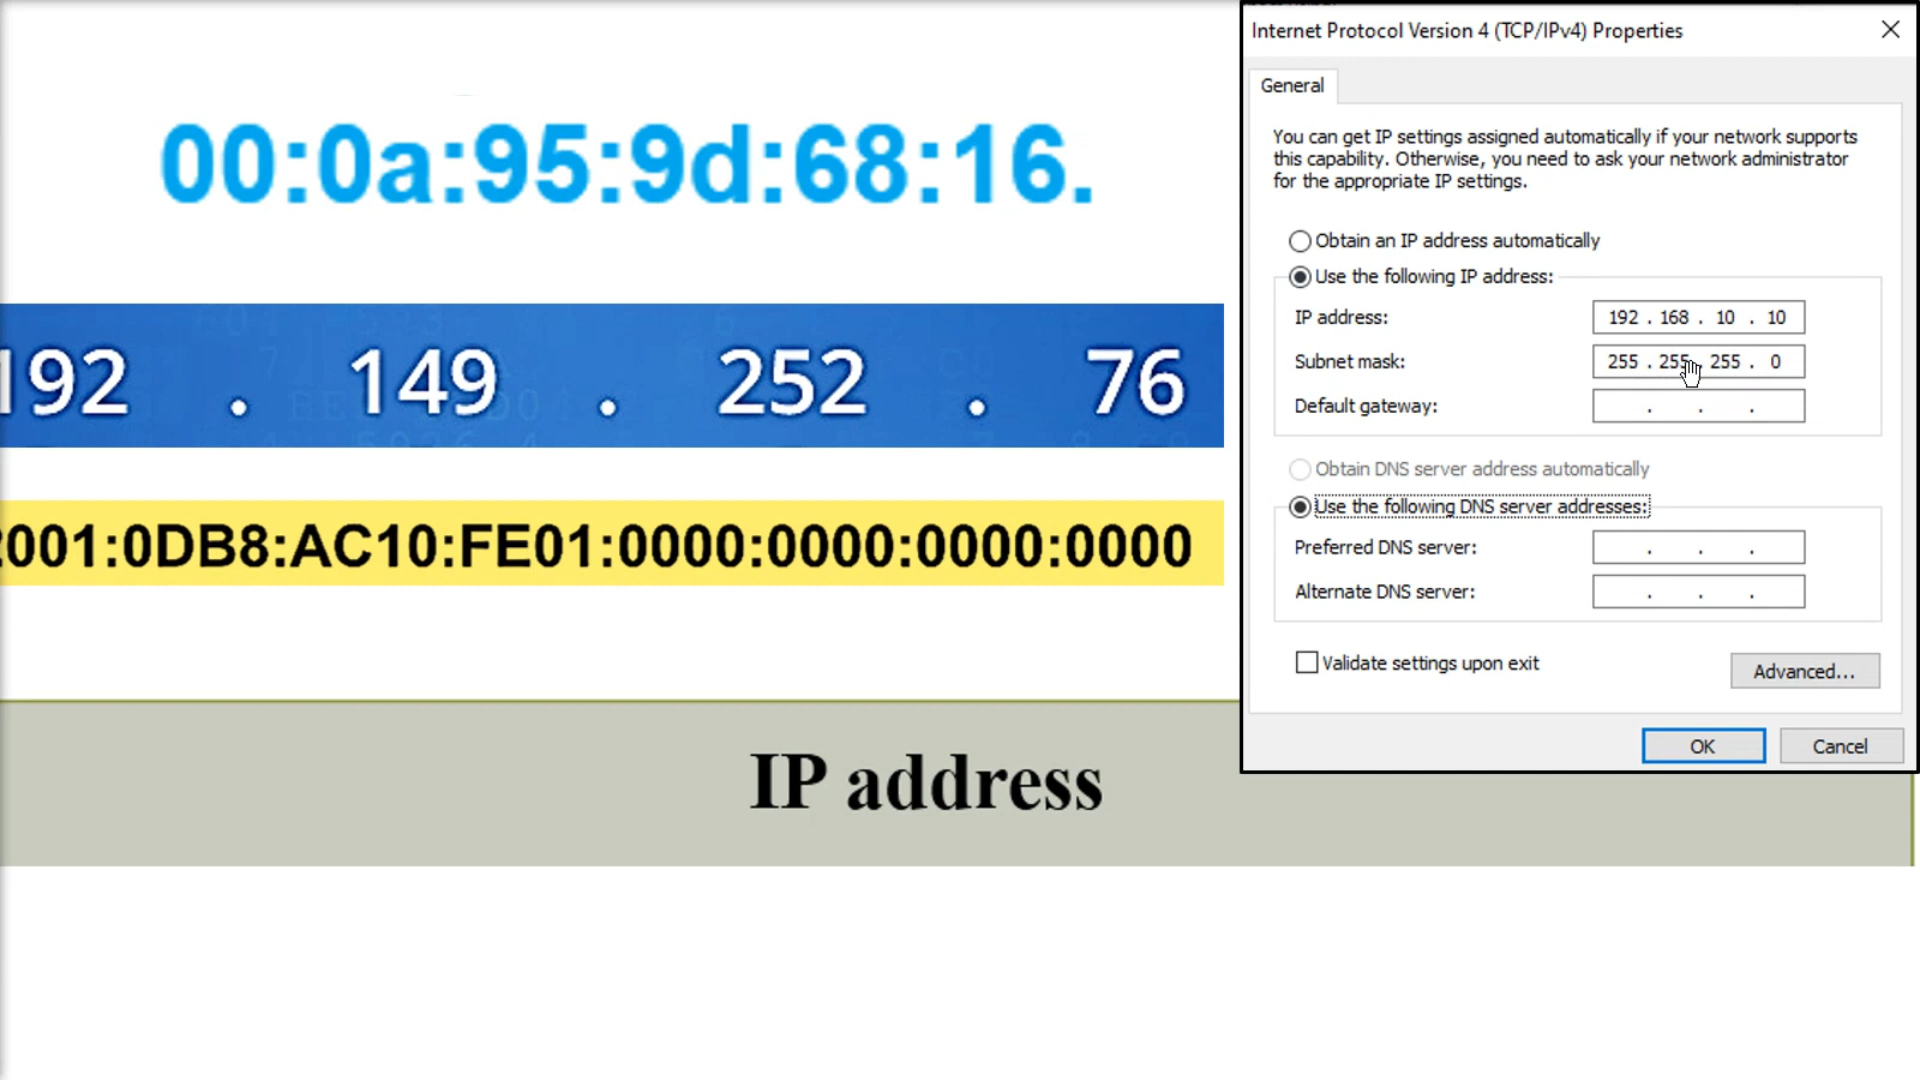 00:0a:95:9d:68:16.
192 . 149 . 252 . 76
001:0DB8:AC10:FE01:0000:0000:0000:0000
IP address
Internet Protocol Version 4 (TCP/IPv4) Properties
General
You can get IP settings assigned automatically if your network supports
this capability. Otherwise, you need to ask your network administrator
for the appropriate IP settings.
Obtain an IP address automatically
Use the following IP address:
IP address: 192 . 168 . 10 . 10
Subnet mask: 255 . 255 . 255 . 0
Default gateway: . . .
Obtain DNS server address automatically
Use the following DNS server addresses:
Preferred DNS server: . . .
Alternate DNS server: . . .
Validate settings upon exit
Advanced...
OK Cancel